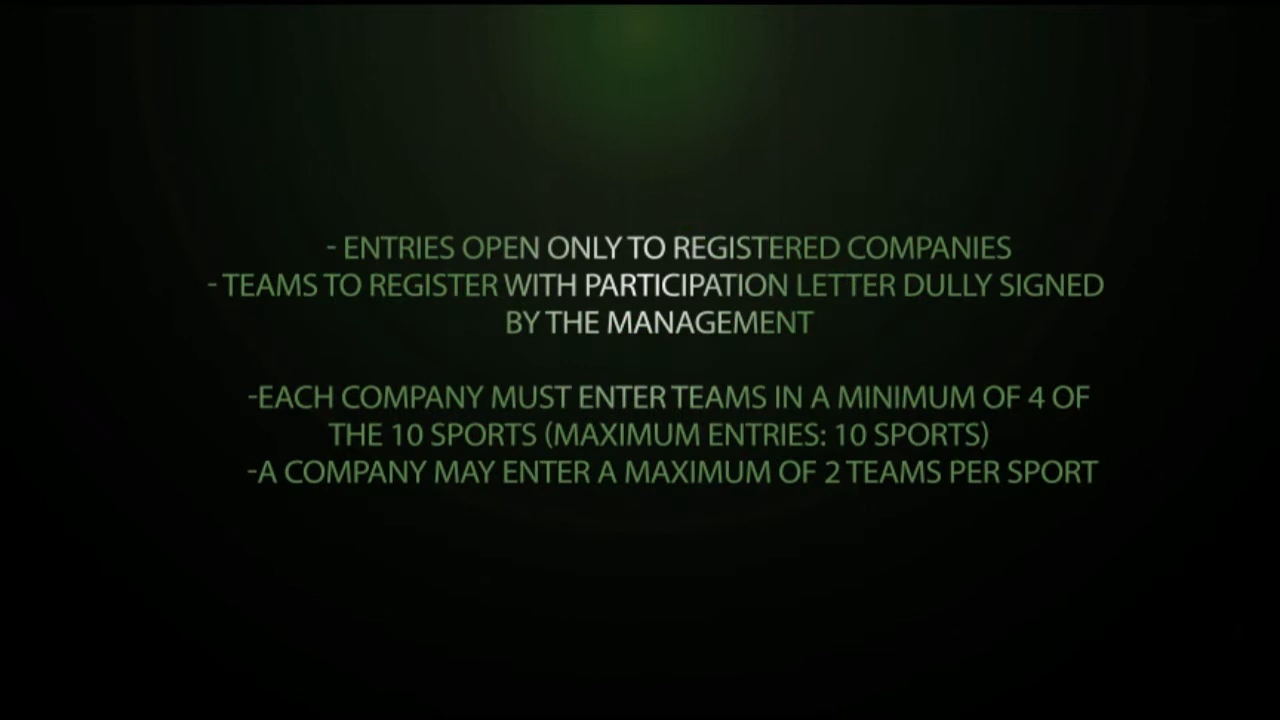 - ENTRIES OPEN ONLY TO REGISTERED COMPANIES
- TEAMS TO REGISTER WITH PARTICIPATION LETTER DULLY SIGNED
BY THE MANAGEMENT
-EACH COMPANY MUST ENTER TEAMS IN A MINIMUM OF 4 OF
THE 10 SPORTS (MAXIMUM ENTRIES: 10 SPORTS)
-A COMPANY MAY ENTER A MAXIMUM OF 2 TEAMS PER SPORT